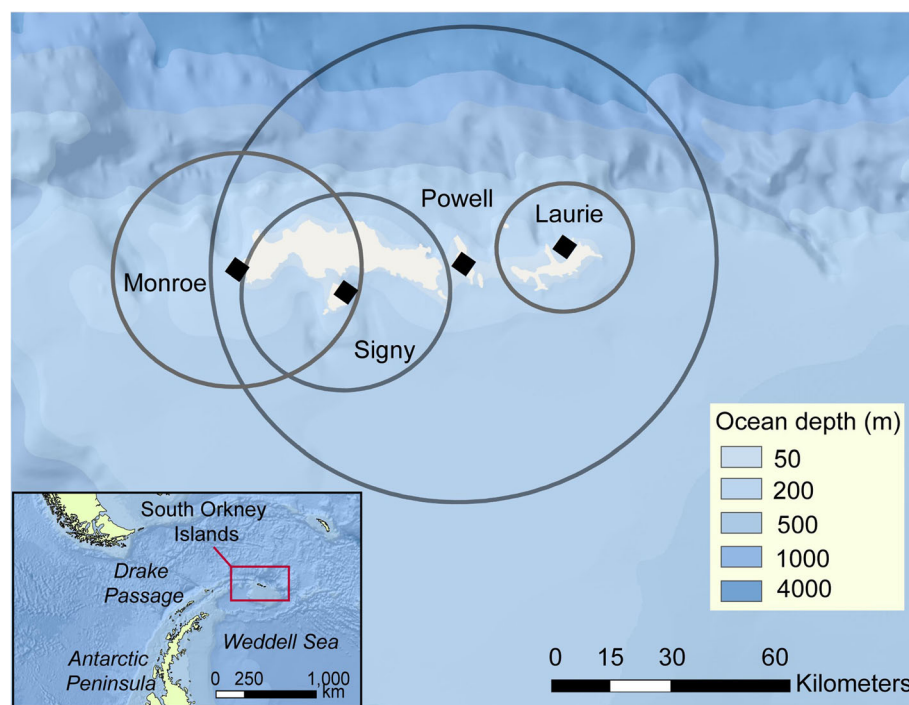 Powell
Laurie
Monroe
Signy
Ocean depth (m)
50
200
500
1000
4000
South Orkney
Islands
Drake
Passage
Weddell Sea
Antarctic
Peninsula
0 250 1,000
km
0 15 30 60
Kilometers